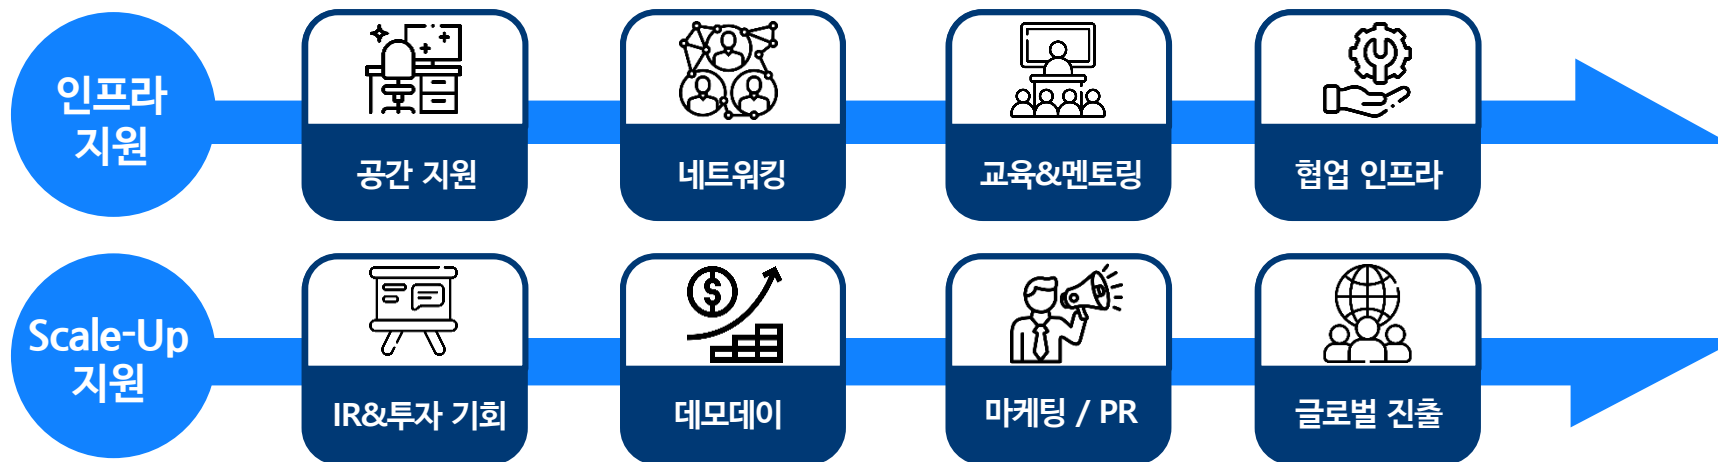 인프라
지원
공간 지원
네트워킹
교육&멘토링
협업 인프라
Scale-Up
지원
IR&투자 기회
데모데이
마케팅 / PR
글로벌 진출